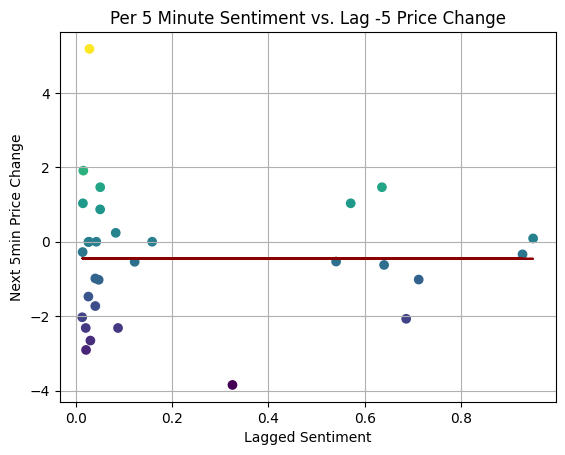 Per 5 Minute Sentiment vs. Lag -5 Price Change
Next 5min Price Change
4
2
0
−2
−4
0.0 0.2 0.4 0.6 0.8
Lagged Sentiment